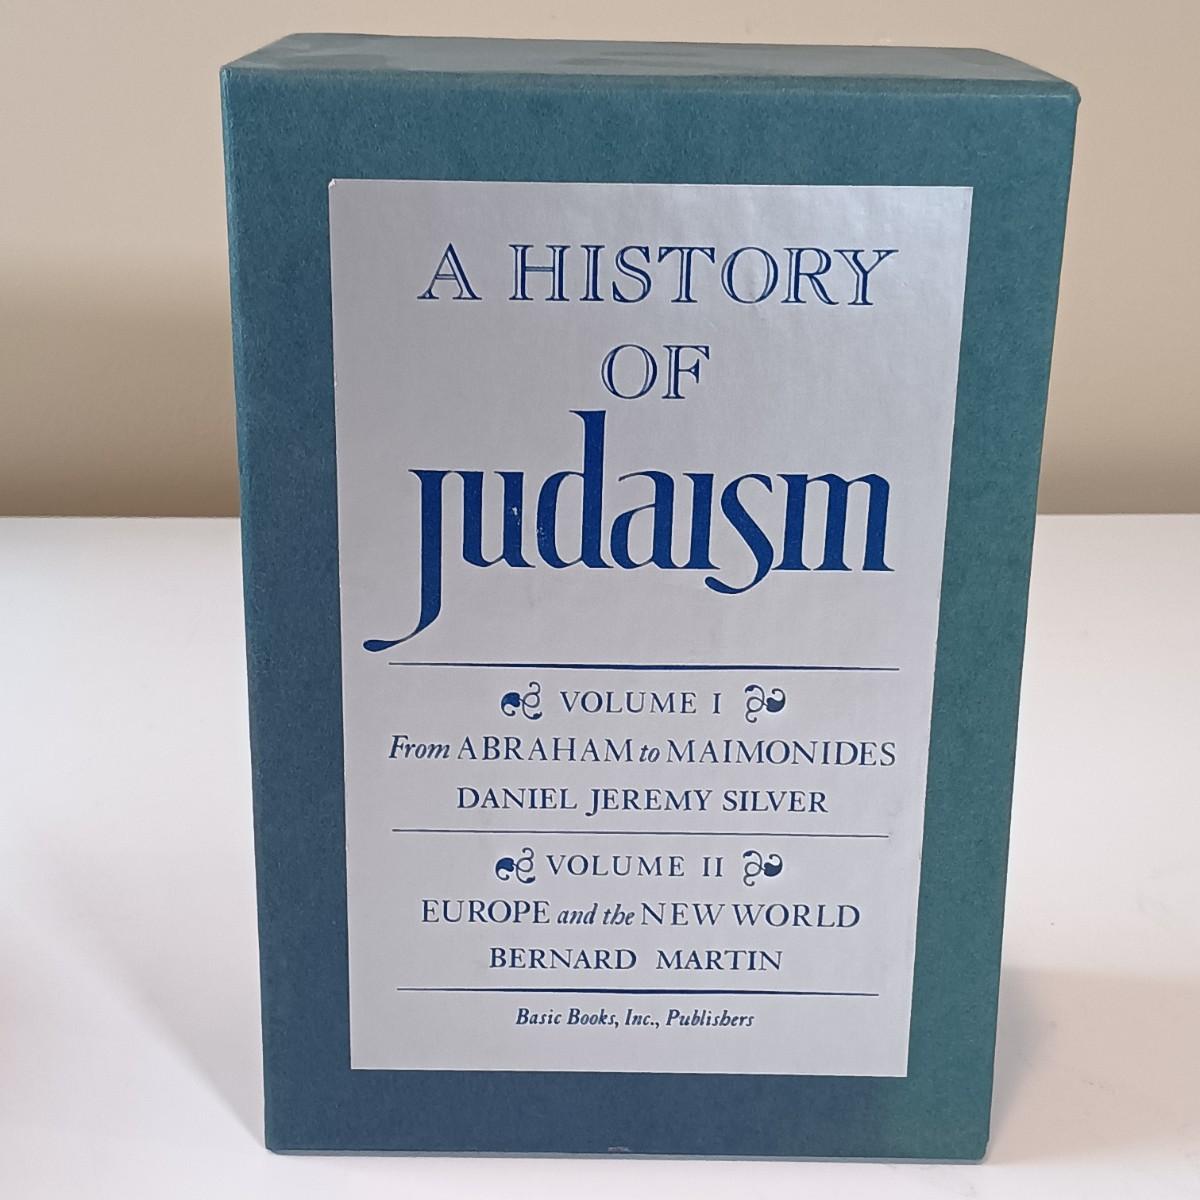 A HISTORY
OF
Judaism
VOLUME I
From ABRAHAM to MAIMONIDES
DANIEL JEREMY SILVER
VOLUME II
EUROPE and the NEW WORLD
BERNARD MARTIN
Basic Books, Inc., Publishers